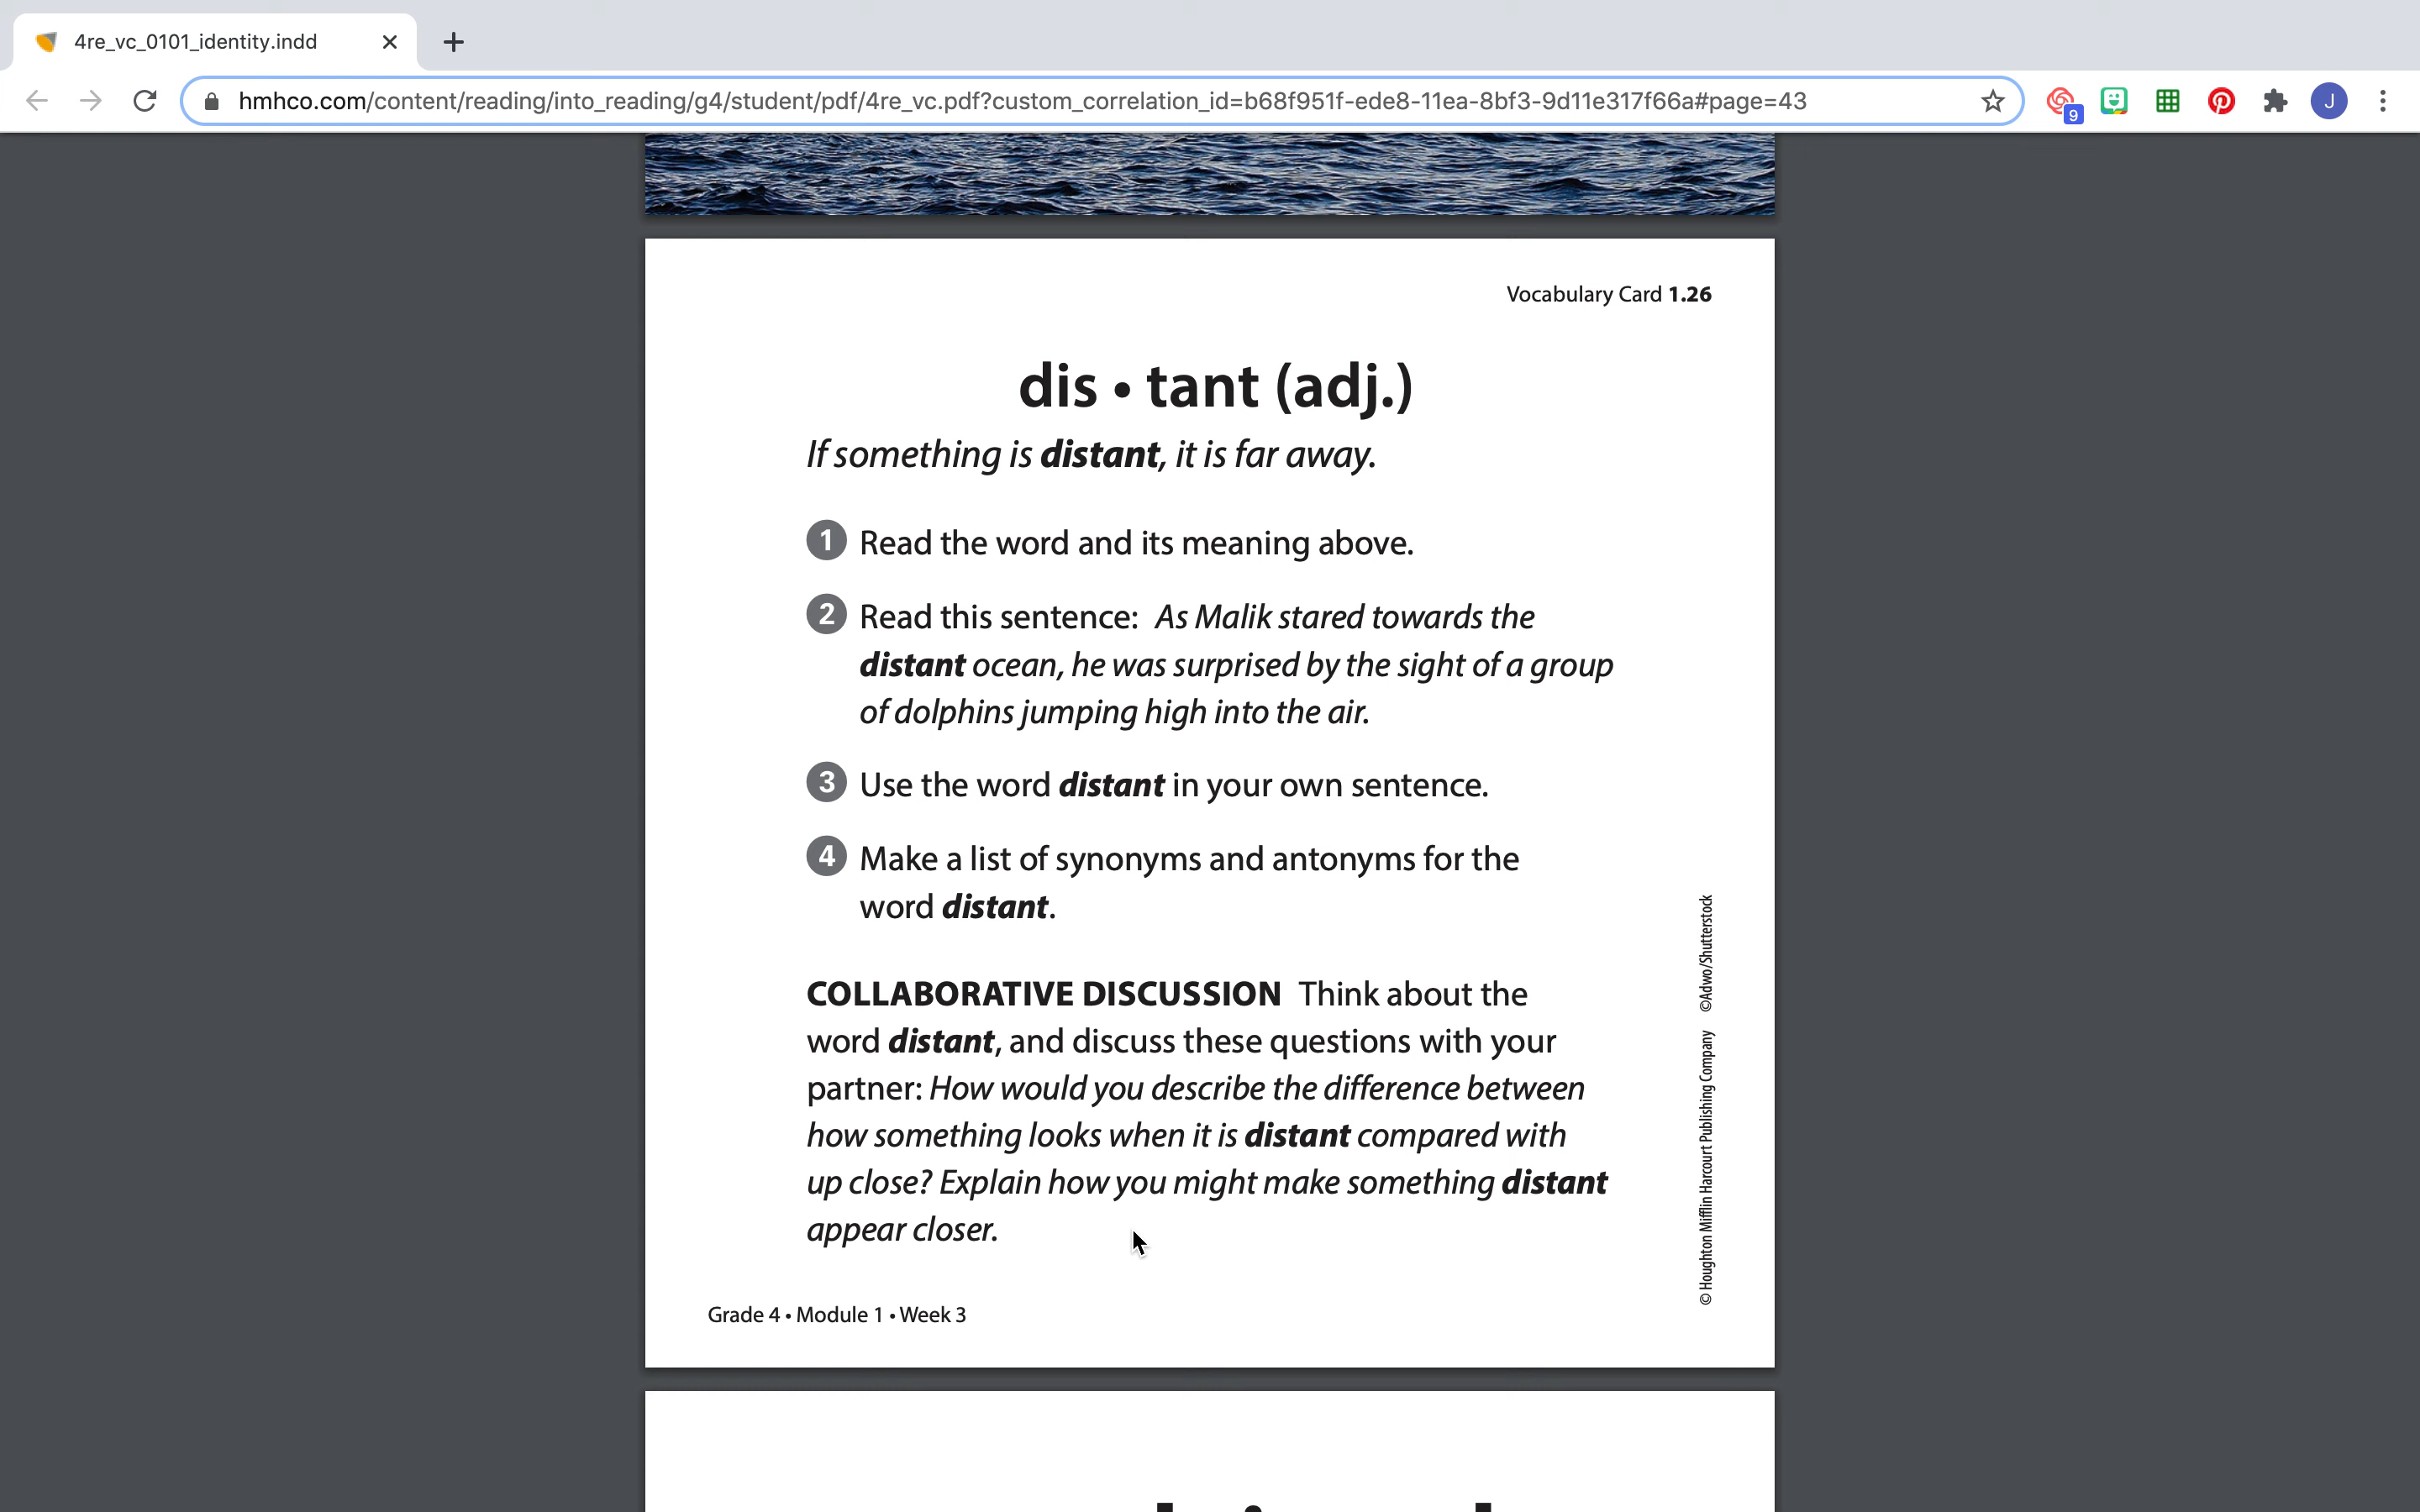 4re_vc_0101_identity.indd
hmhco.com/content/reading/into_reading/g4/student/pdf/4re_vc.pdf?custom_correlation_id=b68f951f-ede8-11ea-8bf3-9d11e317f66a#page=43
9
J
Vocabulary Card 1.26
dis • tant (adj.)
If something is distant, it is far away.
1 Read the word and its meaning above.
2 Read this sentence: As Malik stared towards the
distant ocean, he was surprised by the sight of a group
of dolphins jumping high into the air.
3 Use the word distant in your own sentence.
4 Make a list of synonyms and antonyms for the
word distant.
COLLABORATIVE DISCUSSION Think about the
word distant, and discuss these questions with your
partner: How would you describe the difference between
how something looks when it is distant compared with
up close? Explain how you might make something distant
appear closer.
© Houghton Mifflin Harcourt Publishing Company ©Adwo/Shutterstock
Grade 4 • Module 1 • Week 3